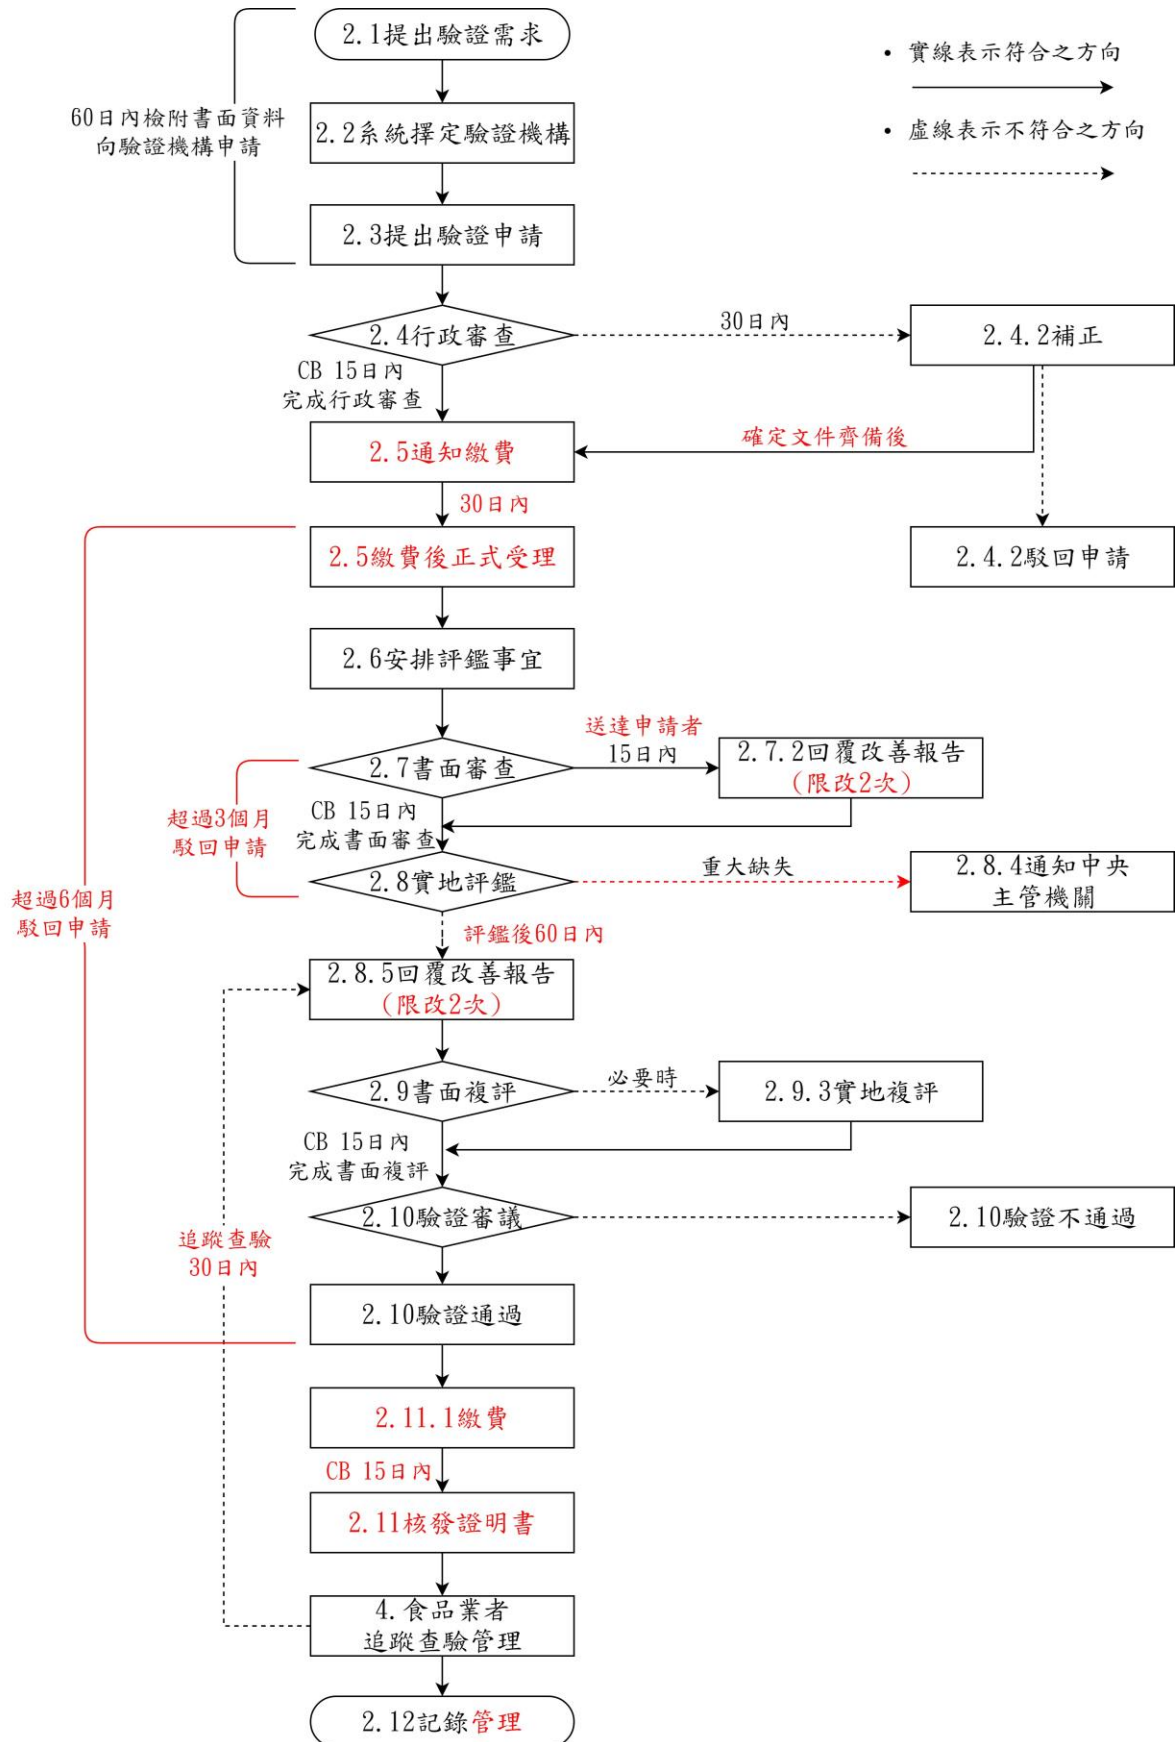 2.1提出驗證需求
• 實線表示符合之方向
60日內檢附書面資料
向驗證機構申請
2.2系統擇定驗證機構
• 虛線表示不符合之方向
2.3提出驗證申請
2.4行政審查
30日內
2.4.2補正
CB 15日內
完成行政審查
2.5通知繳費
確定文件齊備後
30日內
2.5繳費後正式受理
2.4.2駁回申請
2.6安排評鑑事宜
2.7書面審查
送達申請者
15日內
2.7.2回覆改善報告
(限改2次)
超過3個月
駁回申請
CB 15日內
完成書面審查
2.8實地評鑑
重大缺失
2.8.4通知中央
主管機關
超過6個月
駁回申請
評鑑後60日內
2.8.5回覆改善報告
(限改2次)
2.9書面複評
必要時
2.9.3實地複評
CB 15日內
完成書面複評
2.10驗證審議
2.10驗證不通過
追蹤查驗
30日內
2.10驗證通過
2.11.1繳費
CB 15日內
2.11核發證明書
4.食品業者
追蹤查驗管理
2.12記錄管理